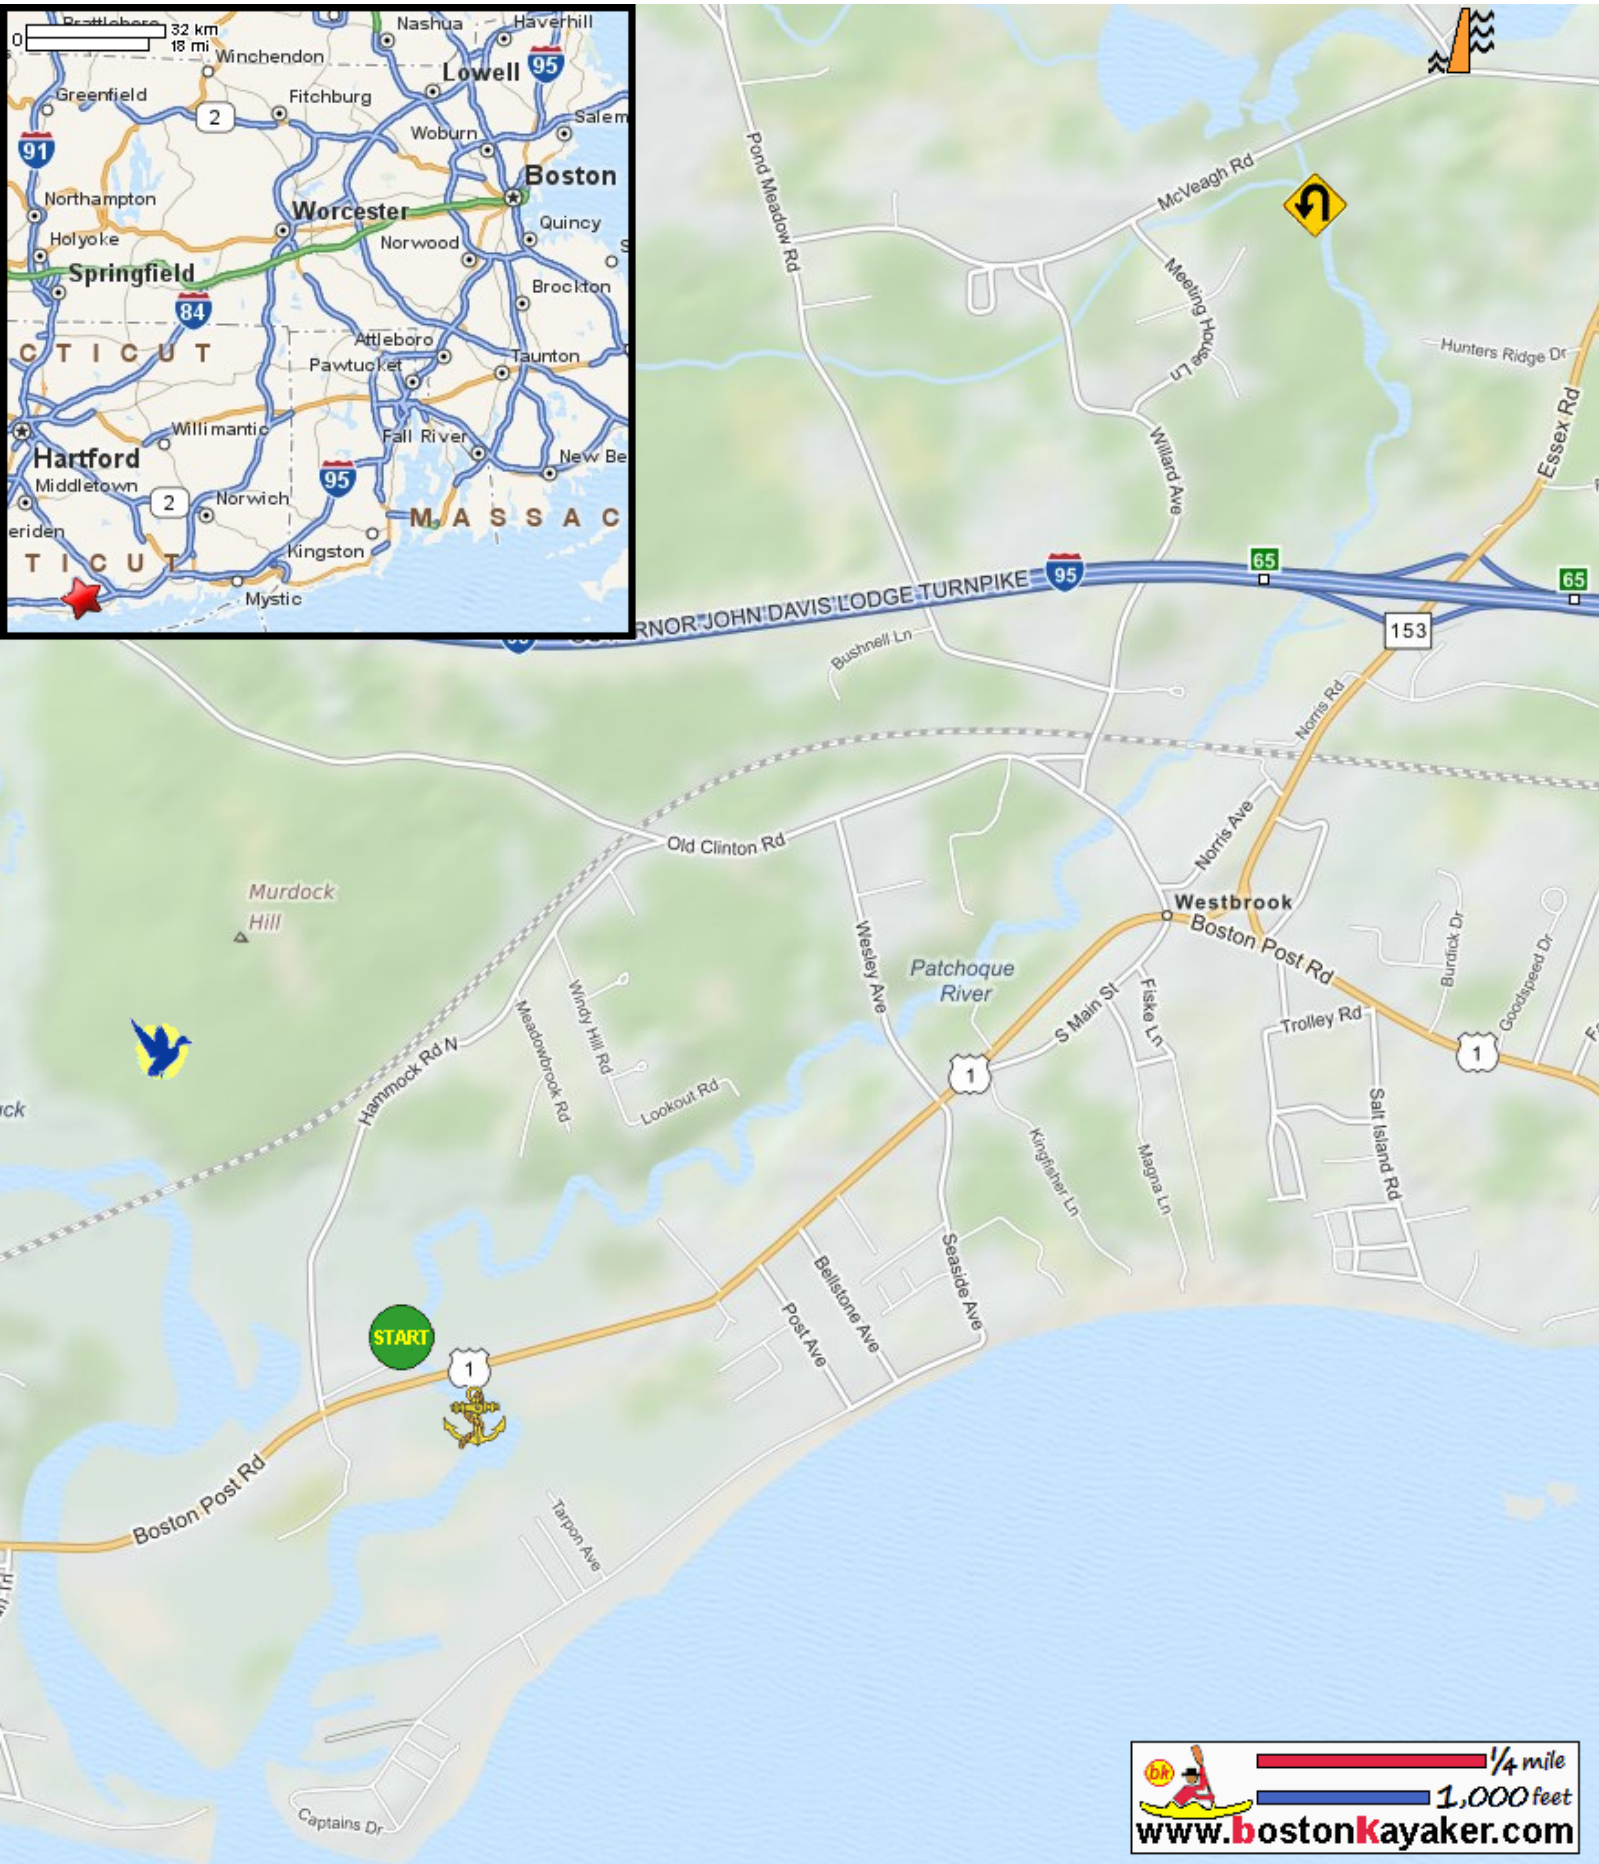 Brattleboro
Nashua
Haverhill
0
32 km
18 mi
Winchendon
Lowell
95
Greenfield
Fitchburg
2
Salem
Woburn
91
Boston
Northampton
Worcester
Quincy
Holyoke
Norwood
Springfield
Brockton
84
Attleboro
CTICUT
Taunton
Pawtucket
Willimantic
Fall River
Hartford
95
New Be
Middletown
2
Norwich
MASSAC
eriden
Kingston
TICUT
Mystic
Pond Meadow Rd
McVeagh Rd
Meeting House Ln
Hunters Ridge Dr
Essex Rd
Willard Ave
65
95
65
GOVERNOR JOHN DAVIS LODGE TURNPIKE
95
153
Bushnell Ln
Norris Rd
Old Clinton Rd
Norris Ave
Murdock
Hill
Westbrook
Boston Post Rd
Burdick Dr
Goodspeed Dr
Wesley Ave
Patchoque
River
Windy Hill Rd
Meadowbrook Rd
S Main St
Fiske Ln
Trolley Rd
1
1
Hammock Rd N
Lookout Rd
uck
Kingfisher Ln
Magna Ln
Salt Island Rd
Seaside Ave
Bellstone Ave
Post Ave
START
1
Boston Post Rd
Tarpon Ave
Captains Dr
bk
1/4 mile
1,000 feet
www.bostonkayaker.com